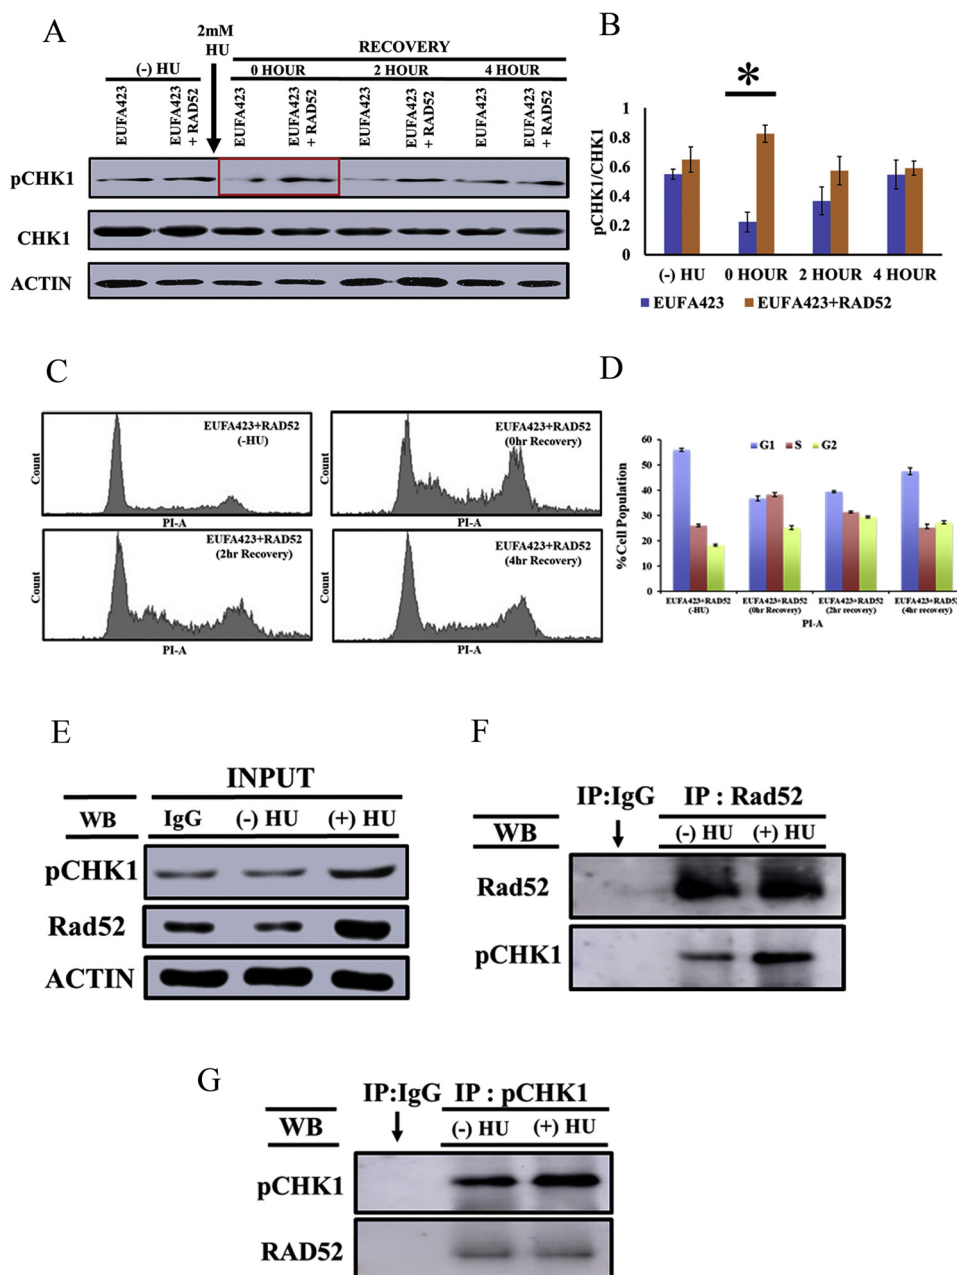 A
2mM
HU
RECOVERY
(-) HU
0 HOUR
2 HOUR
4 HOUR
EUFA423
EUFA423
+ RAD52
EUFA423
EUFA423
+ RAD52
EUFA423
EUFA423
+ RAD52
EUFA423
EUFA423
+ RAD52
pCHK1
CHK1
ACTIN
B
*
pCHK1/CHK1
1
0.8
0.6
0.4
0.2
0
(-) HU
0 HOUR
2 HOUR
4 HOUR
EUFA423
EUFA423+RAD52
C
Count
EUFA423+RAD52
(-HU)
PI-A
Count
EUFA423+RAD52
(0hr Recovery)
PI-A
Count
EUFA423+RAD52
(2hr Recovery)
PI-A
Count
EUFA423+RAD52
(4hr Recovery)
PI-A
D
G1
S
G2
%Cell Population
60
50
40
30
20
10
0
EUFA423+RAD52
(-HU)
EUFA423+RAD52
(0hr Recovery)
EUFA423+RAD52
(2hr recovery)
EUFA423+RAD52
(4hr recovery)
PI-A
E
INPUT
WB
IgG
(-) HU
(+) HU
pCHK1
Rad52
ACTIN
F
IP:IgG
IP : Rad52
WB
(-) HU
(+) HU
Rad52
pCHK1
G
IP:IgG
IP : pCHK1
WB
(-) HU
(+) HU
pCHK1
RAD52